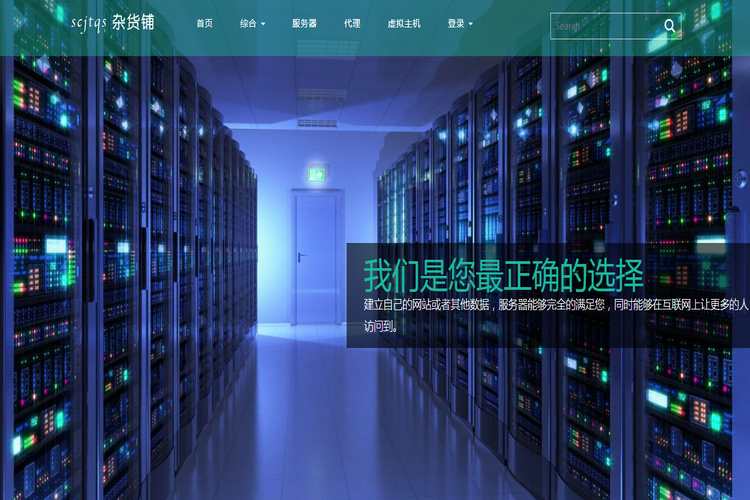 scjtqs 杂货铺
首页 综合 服务器 代理 虚拟主机 登录
Search
我们是您最正确的选择
建立自己的网站或者其他数据，服务器能够完全的满足您，同时能够在互联网上让更多的人
访问到。